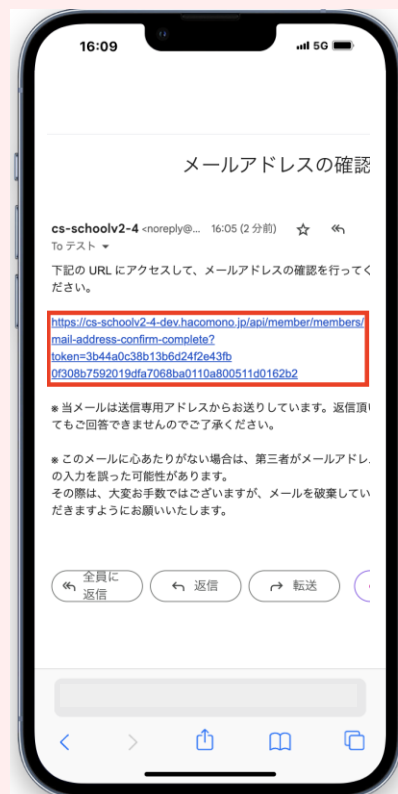 16:09
5G
メールアドレスの確認
cs-schoolv2-4 <noreply@... 16:05 (2 分前)
To テスト
下記の URL にアクセスして、メールアドレスの確認を行ってく
ださい。
https://cs-schoolv2-4-dev.hacomono.jp/api/member/members/
mail-address-confirm-complete?
token=3b44a0c38b13b6d24f2e43fb
0f308b7592019dfa7068ba0110a800511d0162b2
※ 当メールは送信専用アドレスからお送りしています。返信頂い
てもご回答できませんのでご了承ください。
※ このメールに心あたりがない場合は、第三者がメールアドレ
の入力を誤った可能性があります。
その際は、大変お手数ではございますが、メールを破棄してい
だきますようにお願いいたします。
全員に
返信
返信
転送